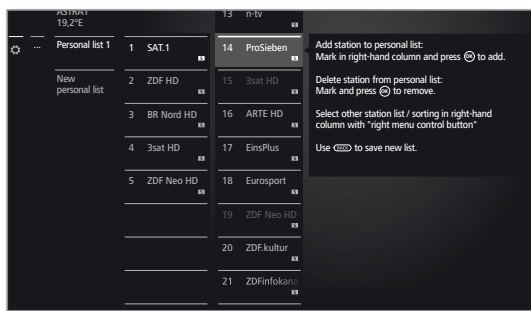 ASTRA1
19,2°E
...
Personal list 1
New
personal list
1 SAT.1
S
2 ZDF HD
S
3 BR Nord HD
S
4 3sat HD
S
5 ZDF Neo HD
S
13 n-tv
S
14 ProSieben
S
15 3sat HD
S
16 ARTE HD
S
17 EinsPlus
S
18 Eurosport
S
19 ZDF Neo HD
S
20 ZDF.kultur
S
21 ZDFinfokana
S
Add station to personal list:
Mark in right-hand column and press OK to add.
Delete station from personal list:
Mark and press OK to remove.
Select other station list / sorting in right-hand
column with "right menu control button"
Use BACK to save new list.